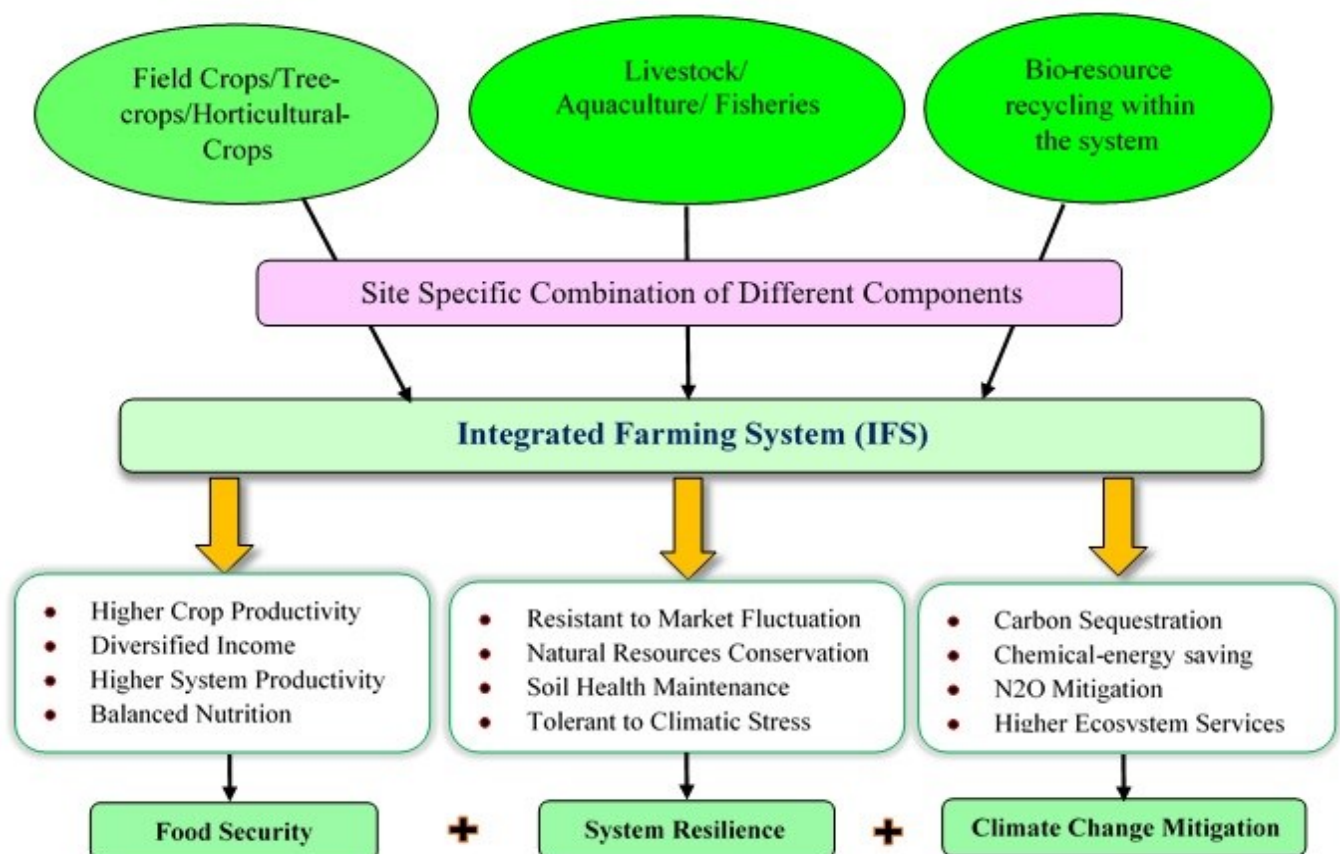 Field Crops/Tree-
crops/Horticultural-
Crops
Livestock/
Aquaculture/ Fisheries
Bio-resource
recycling within
the system
Site Specific Combination of Different Components
Integrated Farming System (IFS)
• Higher Crop Productivity
• Diversified Income
• Higher System Productivity
• Balanced Nutrition
• Resistant to Market Fluctuation
• Natural Resources Conservation
• Soil Health Maintenance
• Tolerant to Climatic Stress
• Carbon Sequestration
• Chemical-energy saving
• N2O Mitigation
• Higher Ecosystem Services
Food Security + System Resilience + Climate Change Mitigation